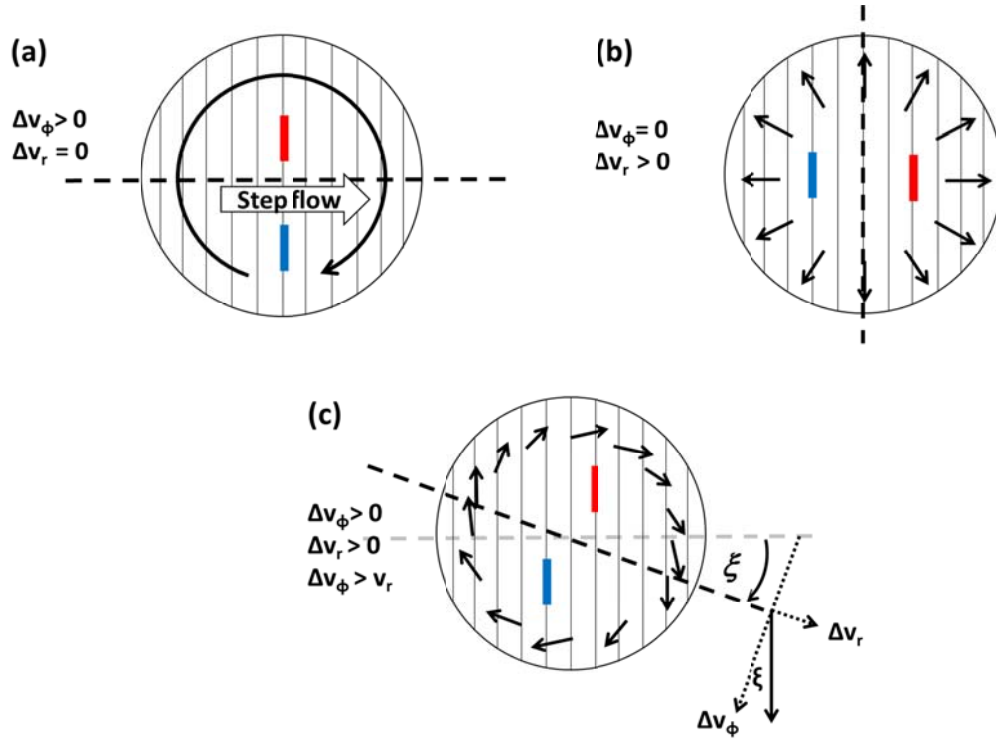 (a)
Δvϕ > 0
Δvr = 0
Step flow
(b)
Δvϕ = 0
Δvr > 0
(c)
Δvϕ > 0
Δvr > 0
Δvϕ > vr
ξ
Δvr
ξ
Δvϕ